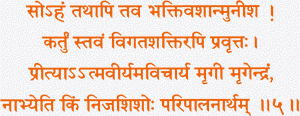 सोऽहं तथापि तव भक्तिवशान्मुनीश !
कर्तुं स्तवं विगतशक्तिरपि प्रवृत्तः।
प्रीत्याऽऽत्मवीर्यमविचार्य मृगी मृगेन्द्रं,
नाभ्येति किं निजशिशोः परिपालनार्थम् ॥५॥